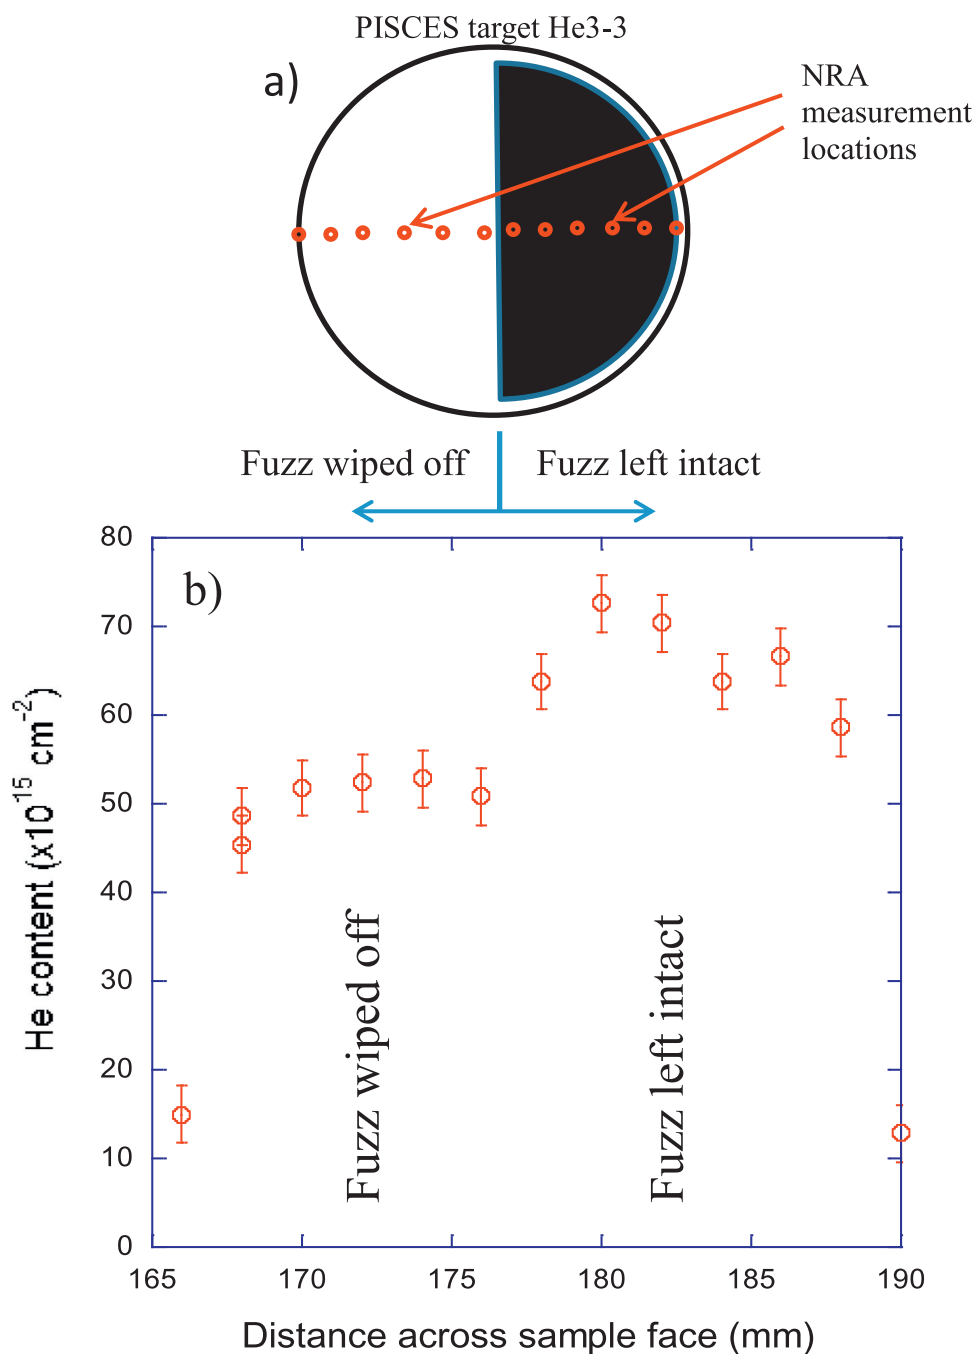 PISCES target He3-3
a)
NRA
measurement
locations
Fuzz wiped off
Fuzz left intact
b)
He content (x10¹⁵ cm⁻²)
80
70
60
50
40
30
20
10
0
Fuzz wiped off
Fuzz left intact
165 170 175 180 185 190
Distance across sample face (mm)